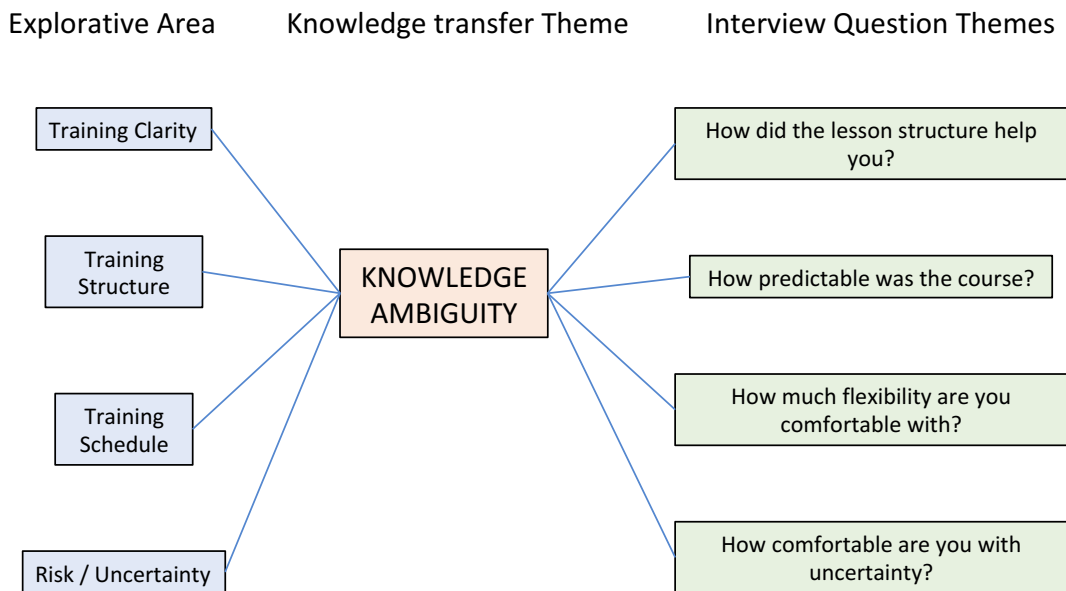 Explorative Area
Knowledge transfer Theme
Interview Question Themes
Training Clarity
Training
Structure
Training
Schedule
Risk / Uncertainty
KNOWLEDGE
AMBIGUITY
How did the lesson structure help
you?
How predictable was the course?
How much flexibility are you
comfortable with?
How comfortable are you with
uncertainty?